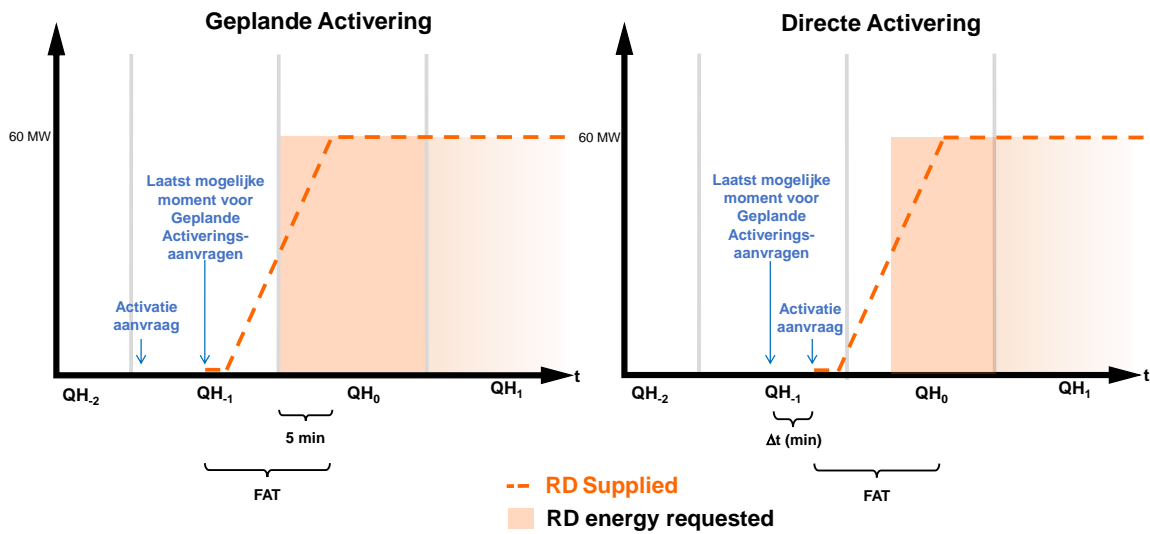 Geplande Activering
60 MW
Laatst mogelijke
moment voor
Geplande
Activerings-
aanvragen
Activatie
aanvraag
t
QH-2
QH-1
QH0
QH1
5 min
FAT
Directe Activering
60 MW
Laatst mogelijke
moment voor
Geplande
Activerings-
aanvragen
Activatie
aanvraag
t
QH-2
QH-1
QH0
QH1
Δt (min)
FAT
RD Supplied
RD energy requested